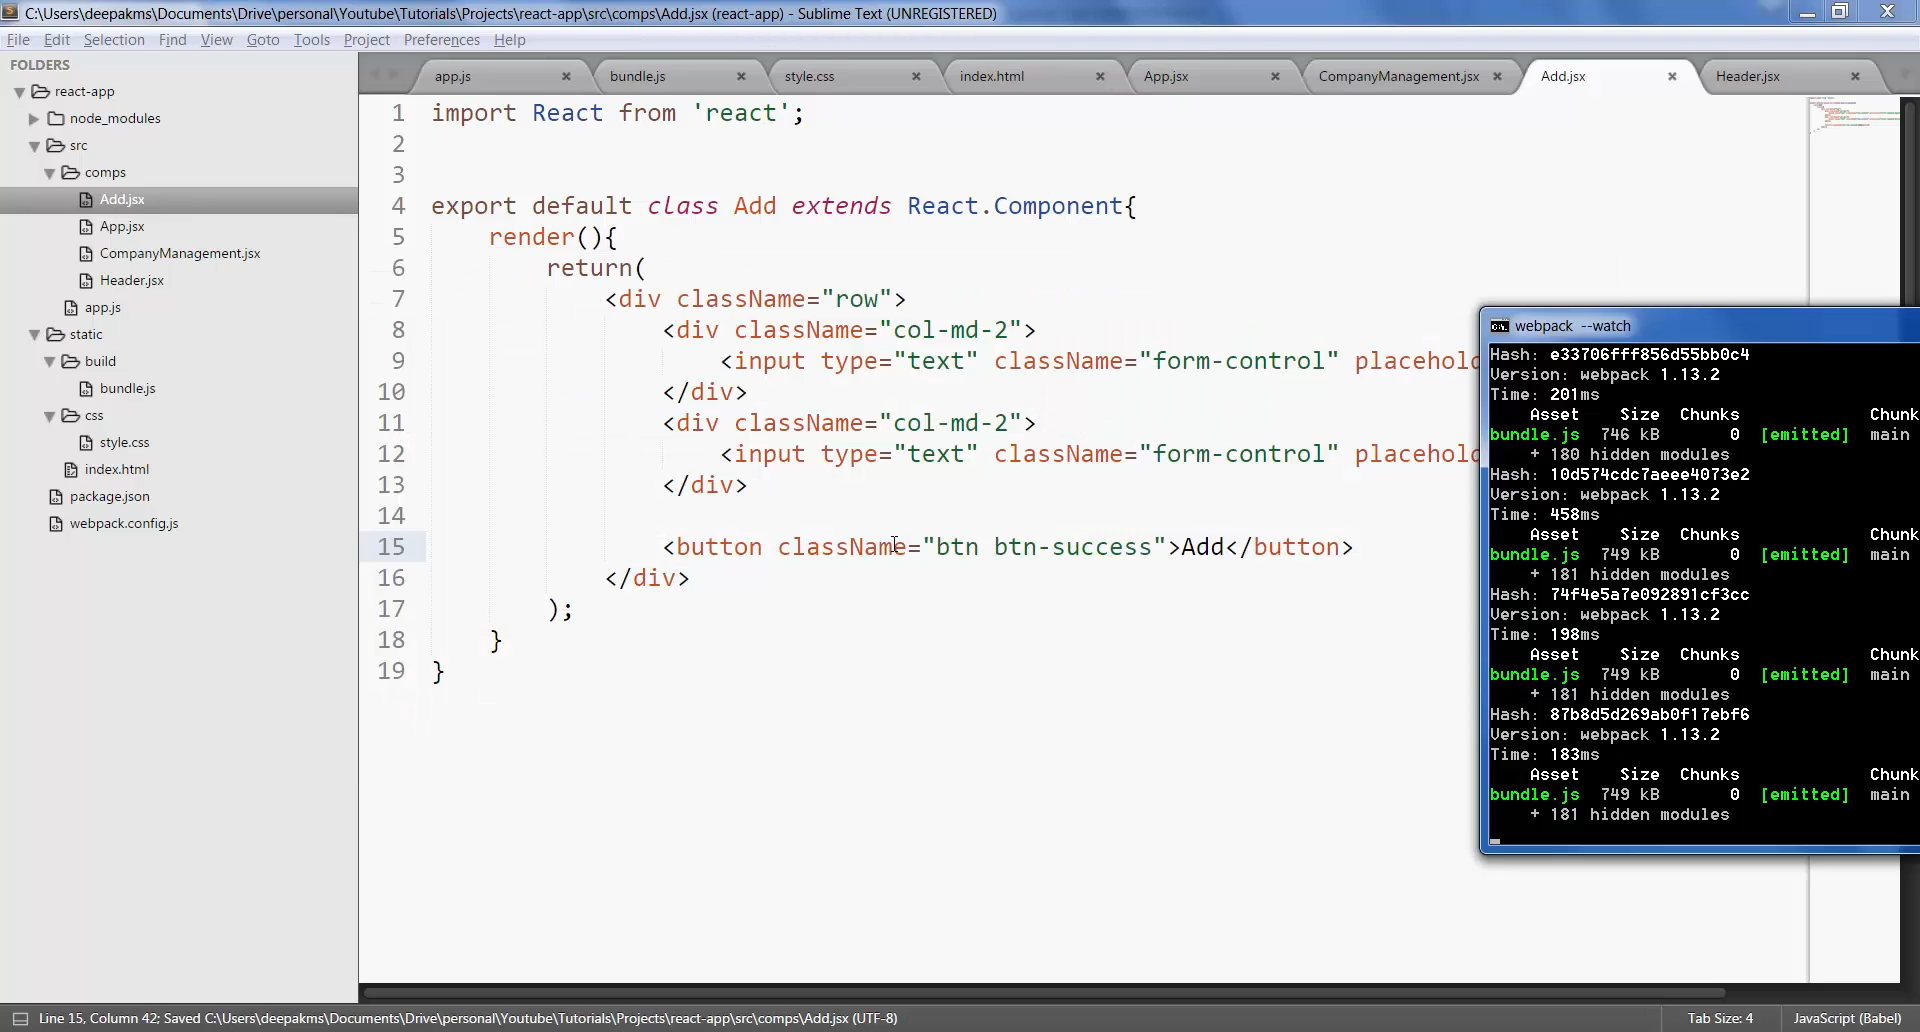 C:\Users\deepakms\Documents\Drive\personal\Youtube\Tutorials\Projects\react-app\src\comps\Add.jsx (react-app) - Sublime Text (UNREGISTERED)
File Edit Selection Find View Goto Tools Project Preferences Help
FOLDERS
react-app
node_modules
src
comps
Add.jsx
App.jsx
CompanyManagement.jsx
Header.jsx
app.js
static
build
bundle.js
css
style.css
index.html
package.json
webpack.config.js
app.js bundle.js style.css index.html App.jsx CompanyManagement.jsx Add.jsx Header.jsx
1 import React from 'react';
2
3
4 export default class Add extends React.Component{
5 render(){
6 return(
7 <div className="row">
8 <div className="col-md-2">
9 <input type="text" className="form-control" placehold
10 </div>
11 <div className="col-md-2">
12 <input type="text" className="form-control" placehold
13 </div>
14
15 <button className="btn btn-success">Add</button>
16 </div>
17 );
18 }
19 }
webpack --watch
Hash: e33706fff856d55bb0c4
Version: webpack 1.13.2
Time: 201ms
Asset Size Chunks Chunk
bundle.js 746 kB 0 [emitted] main
+ 180 hidden modules
Hash: 10d574cdc7aeee4073e2
Version: webpack 1.13.2
Time: 458ms
Asset Size Chunks Chunk
bundle.js 749 kB 0 [emitted] main
+ 181 hidden modules
Hash: 74f4e5a7e092891cf3cc
Version: webpack 1.13.2
Time: 198ms
Asset Size Chunks Chunk
bundle.js 749 kB 0 [emitted] main
+ 181 hidden modules
Hash: 87b8d5d269ab0f17ebf6
Version: webpack 1.13.2
Time: 183ms
Asset Size Chunks Chunk
bundle.js 749 kB 0 [emitted] main
+ 181 hidden modules
Line 15, Column 42; Saved C:\Users\deepakms\Documents\Drive\personal\Youtube\Tutorials\Projects\react-app\src\comps\Add.jsx (UTF-8)
Tab Size: 4 JavaScript (Babel)